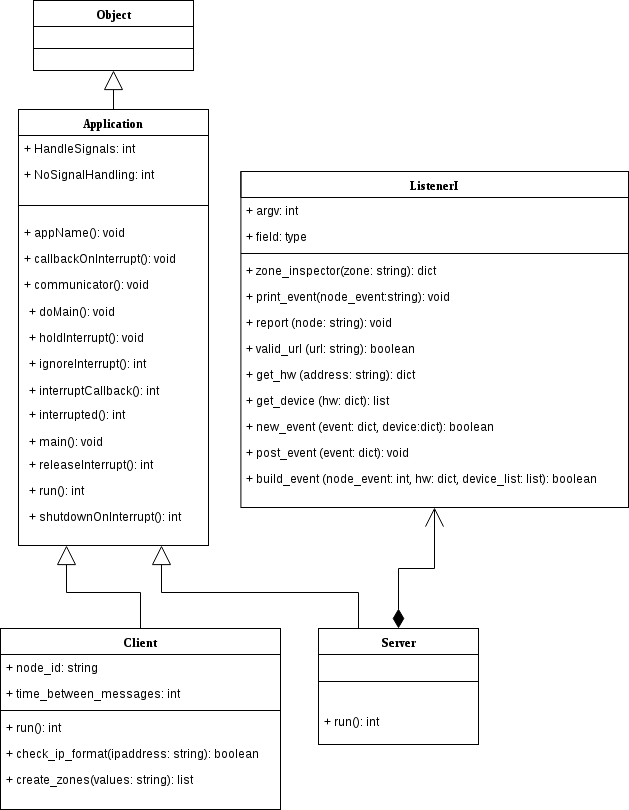 Object
Application
+ HandleSignals: int
+ NoSignalHandling: int
+ appName(): void
+ callbackOnInterrupt(): void
+ communicator(): void
+ doMain(): void
+ holdInterrupt(): void
+ ignoreInterrupt(): int
+ interruptCallback(): int
+ interrupted(): int
+ main(): void
+ releaseInterrupt(): int
+ run(): int
+ shutdownOnInterrupt(): int
ListenerI
+ argv: int
+ field: type
+ zone_inspector(zone: string): dict
+ print_event(node_event:string): void
+ report (node: string): void
+ valid_url (url: string): boolean
+ get_hw (address: string): dict
+ get_device (hw: dict): list
+ new_event (event: dict, device:dict): boolean
+ post_event (event: dict): void
+ build_event (node_event: int, hw: dict, device_list: list): boolean
Client
+ node_id: string
+ time_between_messages: int
+ run(): int
+ check_ip_format(ipaddress: string): boolean
+ create_zones(values: string): list
Server
+ run(): int